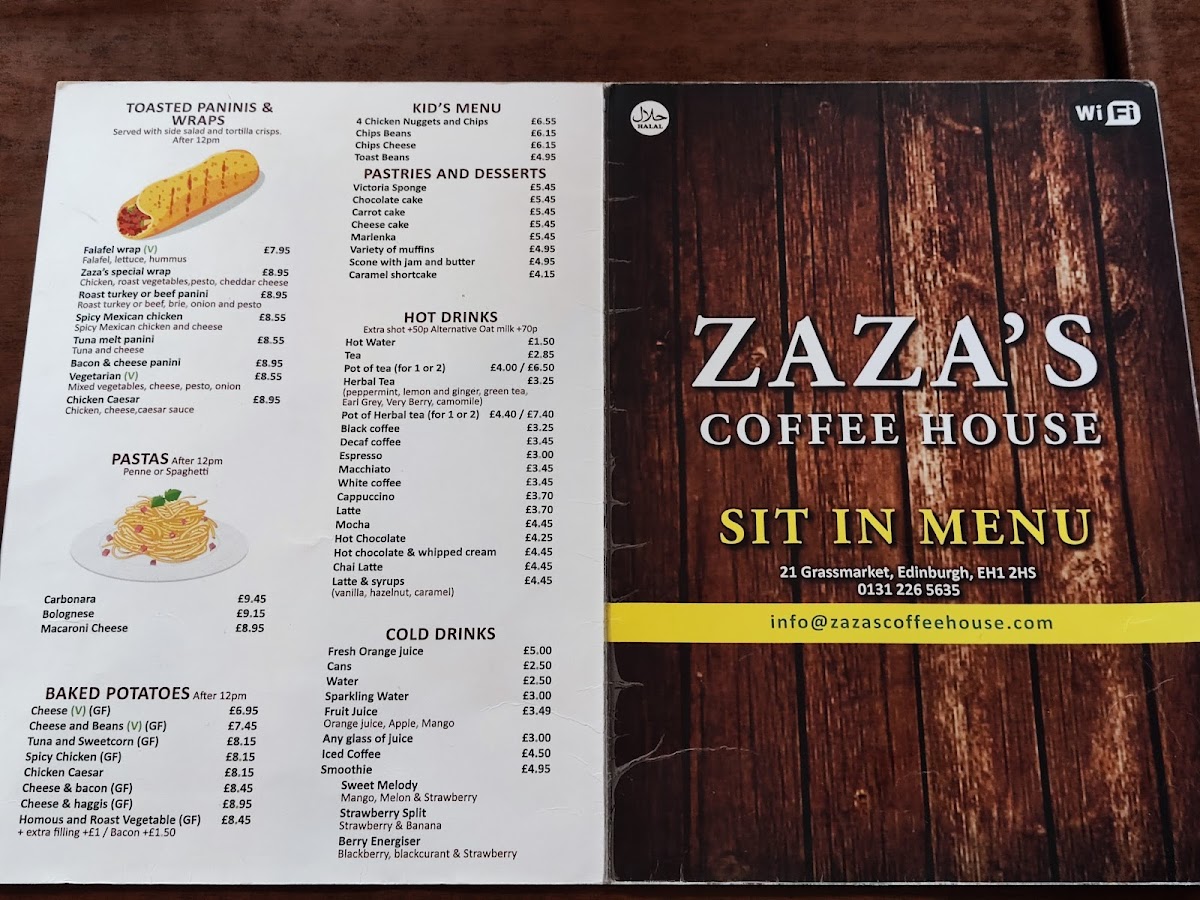 TOASTED PANINIS &
WRAPS
Served with side salad and tortilla crisps.
After 12pm
Falafel wrap (V) £7.95
Falafel, lettuce, hummus
Zaza's special wrap £8.95
Chicken, roast vegetables,pesto, cheddar cheese
Roast turkey or beef panini £8.95
Roast turkey or beef, brie, onion and pesto
Spicy Mexican chicken £8.55
Spicy Mexican chicken and cheese
Tuna melt panini £8.55
Tuna and cheese
Bacon & cheese panini £8.95
Vegetarian (V) £8.55
Mixed vegetables, cheese, pesto, onion
Chicken Caesar £8.95
Chicken, cheese,caesar sauce
PASTAS After 12pm
Penne or Spaghetti
Carbonara £9.45
Bolognese £9.15
Macaroni Cheese £8.95
BAKED POTATOES After 12pm
Cheese (V) (GF) £6.95
Cheese and Beans (V) (GF) £7.45
Tuna and Sweetcorn (GF) £8.15
Spicy Chicken (GF) £8.15
Chicken Caesar £8.15
Cheese & bacon (GF) £8.45
Cheese & haggis (GF) £8.95
Homous and Roast Vegetable (GF) £8.45
+ extra filling +£1 / Bacon +£1.50
KID'S MENU
4 Chicken Nuggets and Chips £6.55
Chips Beans £6.15
Chips Cheese £6.15
Toast Beans £4.95
PASTRIES AND DESSERTS
Victoria Sponge £5.45
Chocolate cake £5.45
Carrot cake £5.45
Cheese cake £5.45
Marienka £5.45
Variety of muffins £4.95
Scone with jam and butter £4.95
Caramel shortcake £4.15
HOT DRINKS
Extra shot +50p Alternative Oat milk +70p
Hot Water £1.50
Tea £2.85
Pot of tea (for 1 or 2) £4.00 / £6.50
Herbal Tea £3.25
(peppermint, lemon and ginger, green tea,
Earl Grey, Very Berry, camomile)
Pot of Herbal tea (for 1 or 2) £4.40 / £7.40
Black coffee £3.25
Decaf coffee £3.45
Espresso £3.00
Macchiato £3.45
White coffee £3.45
Cappuccino £3.70
Latte £3.70
Mocha £4.45
Hot Chocolate £4.25
Hot chocolate & whipped cream £4.45
Chai Latte £4.45
Latte & syrups £4.45
(vanilla, hazelnut, caramel)
COLD DRINKS
Fresh Orange juice £5.00
Cans £2.50
Water £2.50
Sparkling Water £3.00
Fruit Juice £3.49
Orange juice, Apple, Mango
Any glass of juice £3.00
Iced Coffee £4.50
Smoothie £4.95
Sweet Melody
Mango, Melon & Strawberry
Strawberry Split
Strawberry & Banana
Berry Energiser
Blackberry, blackcurant & Strawberry
حلال
HALAL
Wi Fi
ZAZA'S
COFFEE HOUSE
SIT IN MENU
21 Grassmarket, Edinburgh, EH1 2HS
0131 226 5635
info@zazascoffeehouse.com